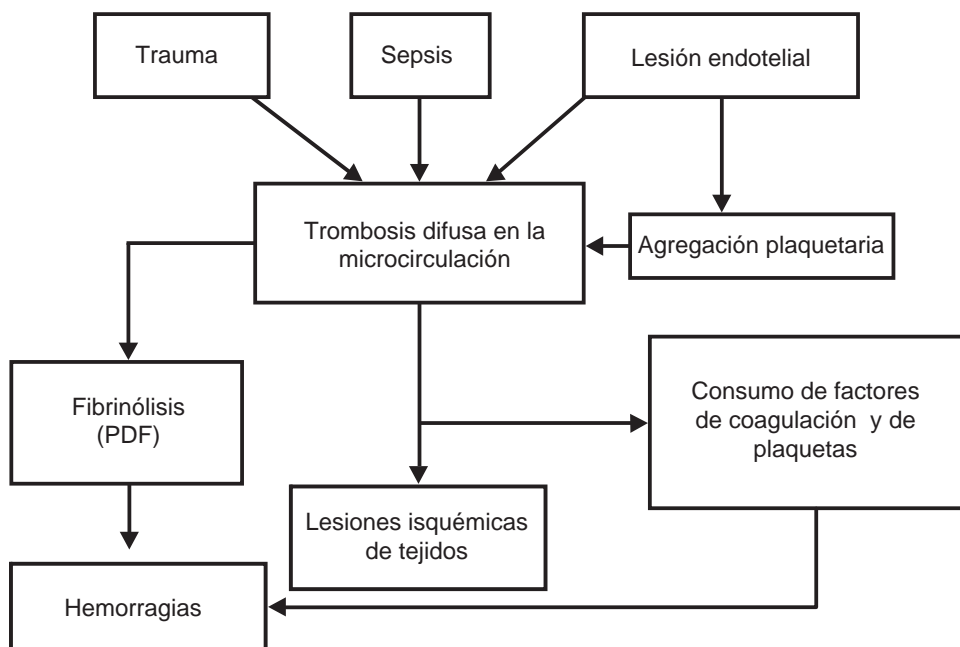 Trauma
Sepsis
Lesión endotelial
Trombosis difusa en la
microcirculación
Agregación plaquetaria
Fibrinólisis
(PDF)
Consumo de factores
de coagulación y de
plaquetas
Lesiones isquémicas
de tejidos
Hemorragias